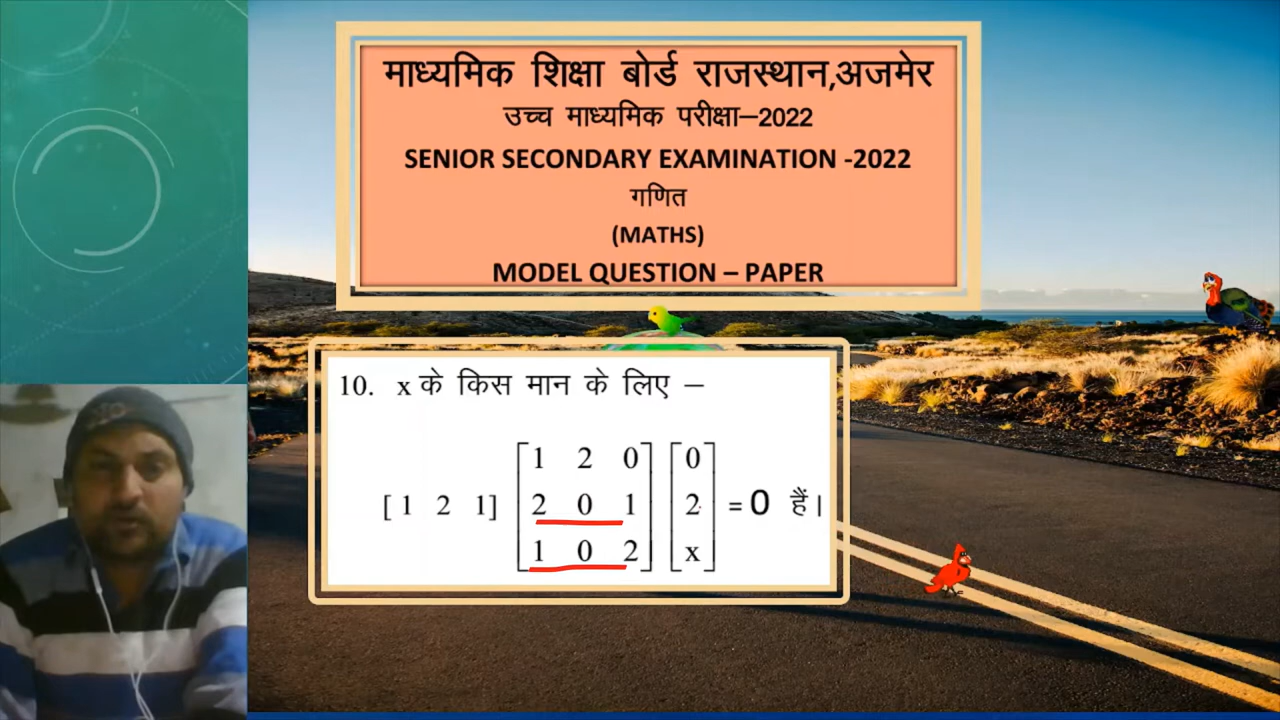 माध्यमिक शिक्षा बोर्ड राजस्थान,अजमेर
उच्च माध्यमिक परीक्षा–2022
SENIOR SECONDARY EXAMINATION -2022
गणित
(MATHS)
MODEL QUESTION – PAPER
10. x के किस मान के लिए –
[ 1 2 1] [1 2 0] [0]
[2 0 1] [2] = 0 हैं।
[1 0 2] [x]